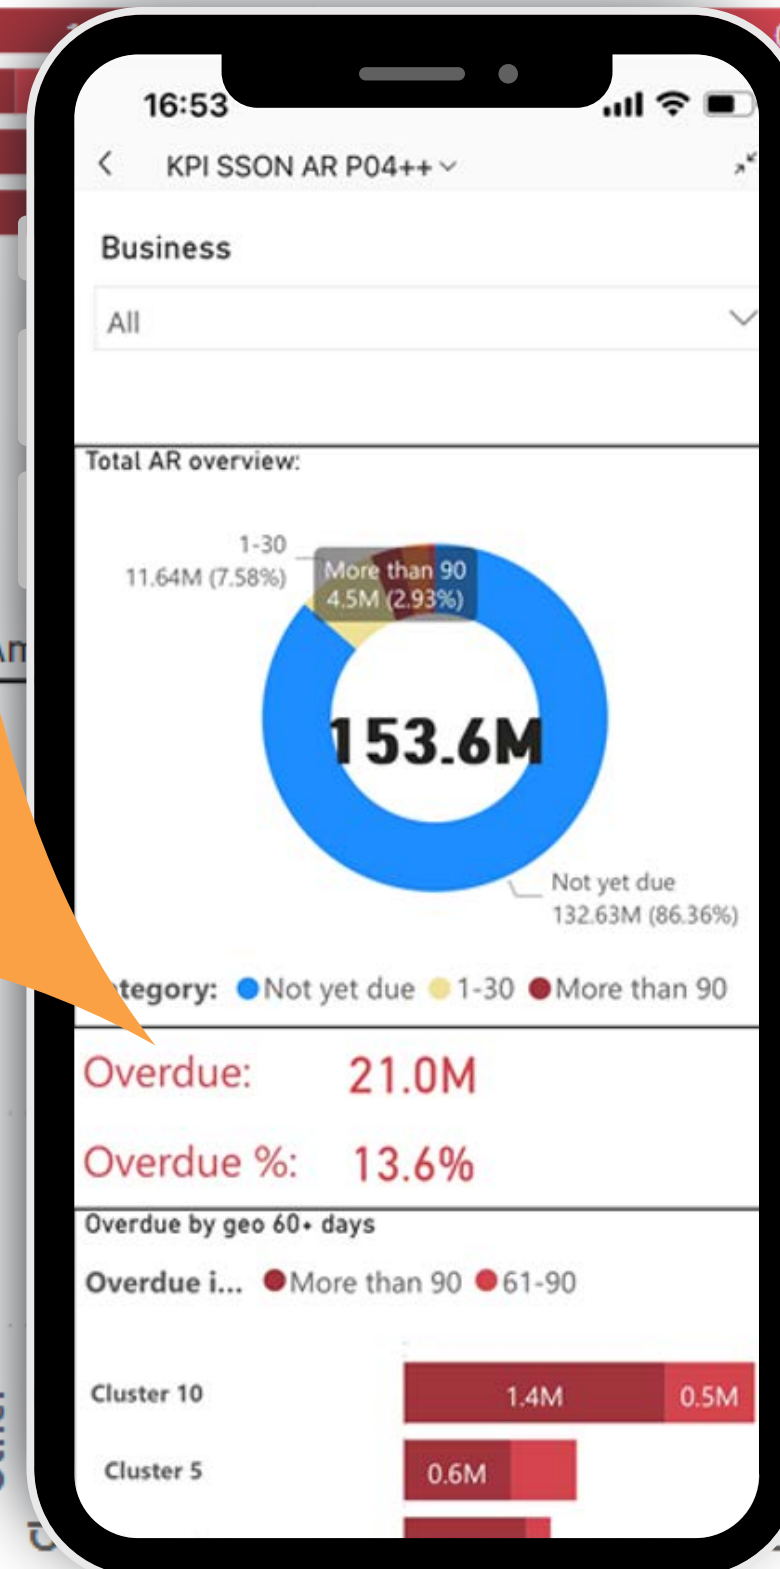 16:53
KPI SSON AR P04++
Business
All
Total AR overview:
1-30
11.64M (7.58%)
More than 90
4.5M (2.93%)
153.6M
Not yet due
132.63M (86.36%)
tegory: Not yet due 1-30 More than 90
Overdue: 21.0M
Overdue %: 13.6%
Overdue by geo 60+ days
Overdue i... More than 90 61-90
Cluster 10 1.4M 0.5M
Cluster 5 0.6M